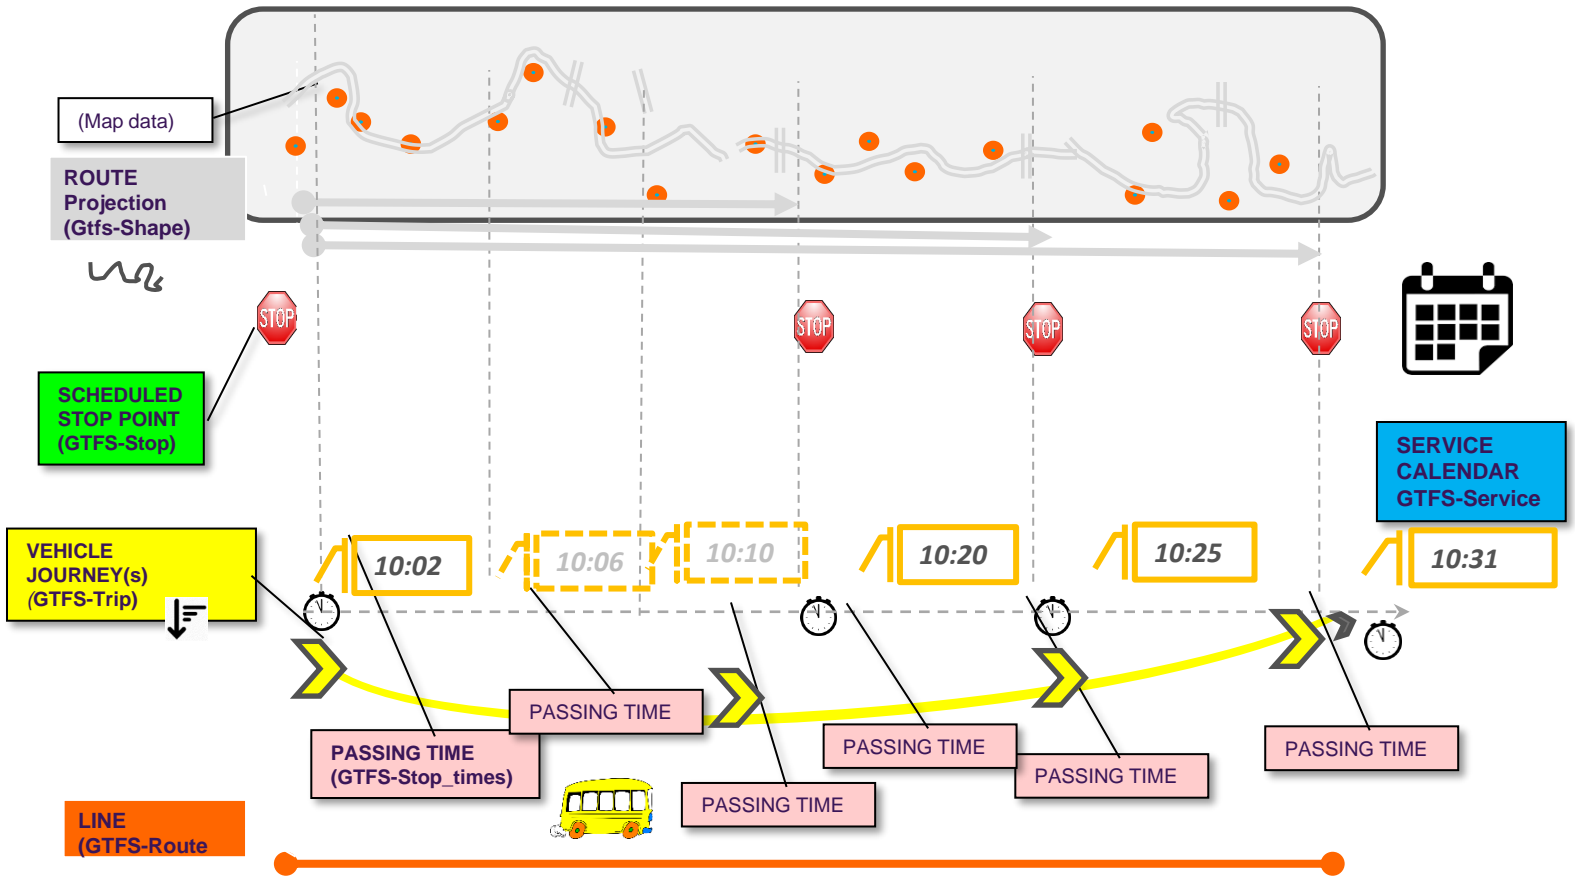 (Map data)
ROUTE
Projection
(Gtfs-Shape)
STOP
STOP
STOP
STOP
SCHEDULED
STOP POINT
(GTFS-Stop)
SERVICE
CALENDAR
GTFS-Service
VEHICLE
JOURNEY(s)
(GTFS-Trip)
10:02
10:06
10:10
10:20
10:25
10:31
PASSING TIME
PASSING TIME
(GTFS-Stop_times)
PASSING TIME
PASSING TIME
PASSING TIME
PASSING TIME
LINE
(GTFS-Route